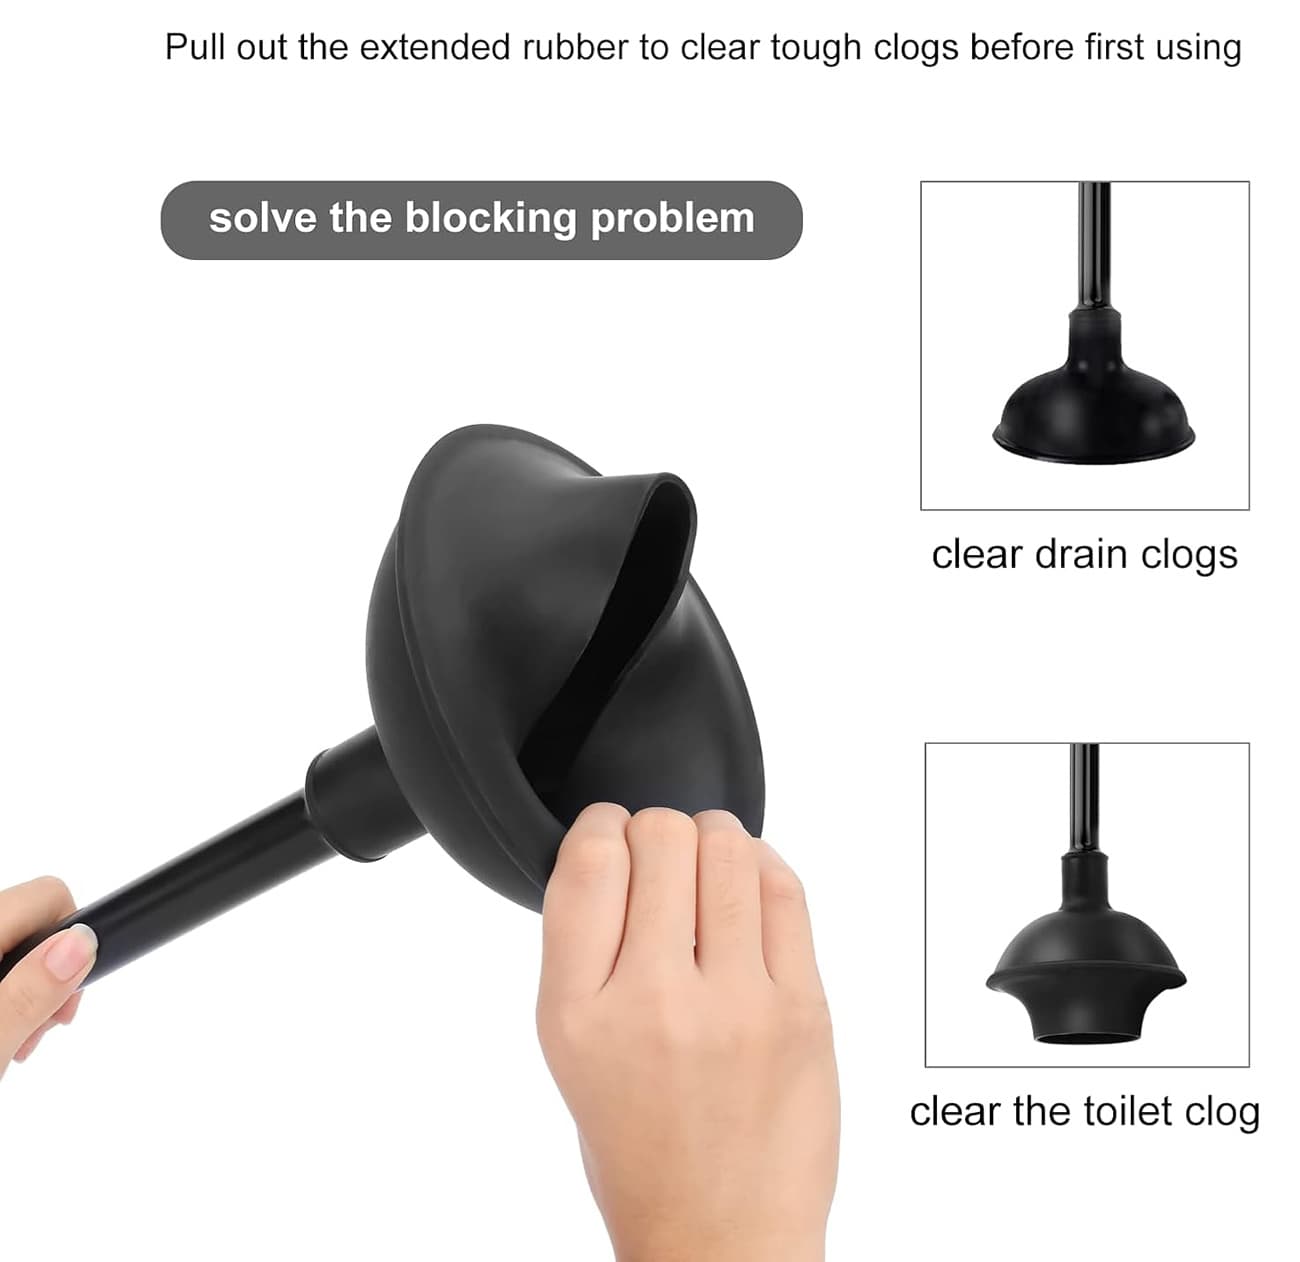 Pull out the extended rubber to clear tough clogs before first using
solve the blocking problem
clear drain clogs
clear the toilet clog